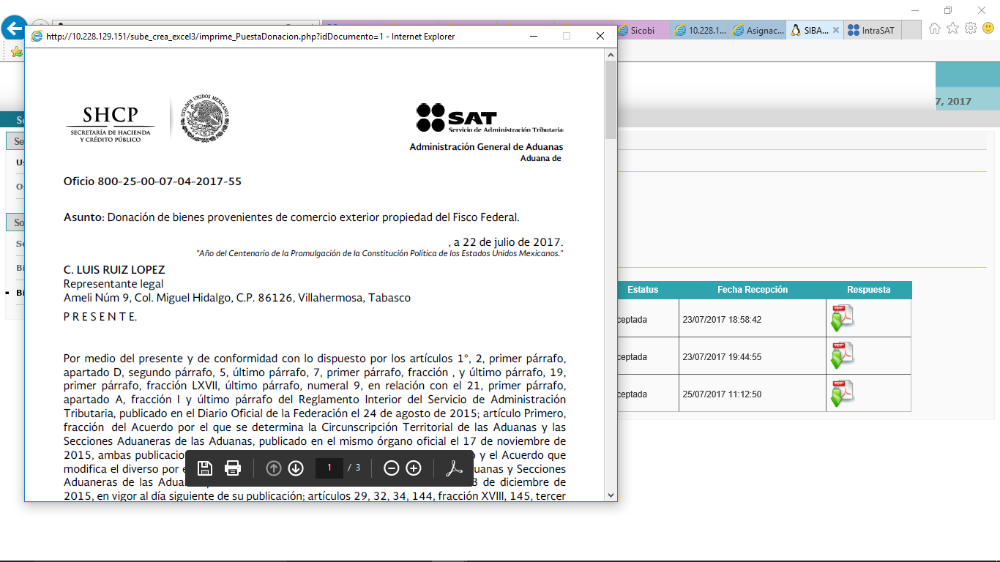 http://10.228.129.151/sube_crea_excel3/imprime_PuestaDonacion.php?idDocumento=1 - Internet Explorer
Sicobi
10.228.1...
Asignac...
SIBA...
IntraSAT
7, 2017
SHCP
SECRETARÍA DE HACIENDA
Y CRÉDITO PÚBLICO
ESTADOS UNIDOS MEXICANOS
SAT
Servicio de Administración Tributaria
Administración General de Aduanas
Aduana de
Oficio 800-25-00-07-04-2017-55
Asunto: Donación de bienes provenientes de comercio exterior propiedad del Fisco Federal.
, a 22 de julio de 2017.
"Año del Centenario de la Promulgación de la Constitución Política de los Estados Unidos Mexicanos."
C. LUIS RUIZ LOPEZ
Representante legal
Ameli Núm 9, Col. Miguel Hidalgo, C.P. 86126, Villahermosa, Tabasco
P R E S E N T E.
Por medio del presente y de conformidad con lo dispuesto por los artículos 1°, 2, primer párrafo,
apartado D, segundo párrafo, 5, último párrafo, 7, primer párrafo, fracción , y último párrafo, 19,
primer párrafo, fracción LXVII, último párrafo, numeral 9, en relación con el 21, primer párrafo,
apartado A, fracción I y último párrafo del Reglamento Interior del Servicio de Administración
Tributaria, publicado en el Diario Oficial de la Federación el 24 de agosto de 2015; artículo Primero,
fracción del Acuerdo por el que se determina la Circunscripción Territorial de las Aduanas y las
Secciones Aduaneras de las Aduanas, publicado en el mismo órgano oficial el 17 de noviembre de
2015, ambas publicacio o y el Acuerdo que
modifica el diverso por e uanas y Secciones
Aduaneras de las Aduan 3 de diciembre de
2015, en vigor al día siguiente de su publicación; artículos 29, 32, 34, 144, fracción XVIII, 145, tercer
1 / 3
Se
Se
Us
Os
So
Se
Bi
Bi
Estatus Fecha Recepción Respuesta
ceptada 23/07/2017 18:58:42 PDF
ceptada 23/07/2017 19:44:55 PDF
ceptada 25/07/2017 11:12:50 PDF